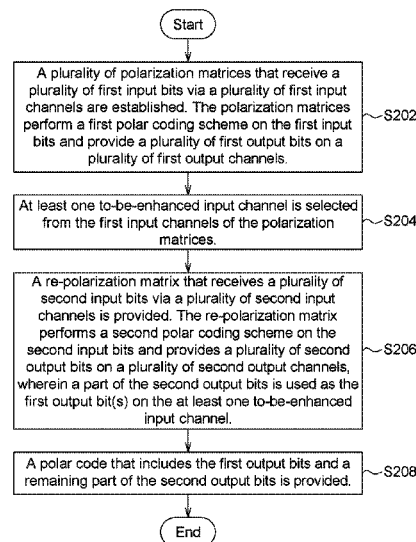 Start
A plurality of polarization matrices that receive a
plurality of first input bits via a plurality of first input
channels are established. The polarization matrices
perform a first polar coding scheme on the first input
bits and provide a plurality of first output bits on a
plurality of first output channels.
S202
At least one to-be-enhanced input channel is selected
from the first input channels of the polarization
matrices.
S204
A re-polarization matrix that receives a plurality of
second input bits via a plurality of second input
channels is provided. The re-polarization matrix
performs a second polar coding scheme on the
second input bits and provides a plurality of second
output bits on a plurality of second output channels,
wherein a part of the second output bits is used as the
first output bit(s) on the at least one to-be-enhanced
input channel.
S206
A polar code that includes the first output bits and a
remaining part of the second output bits is provided.
S208
End